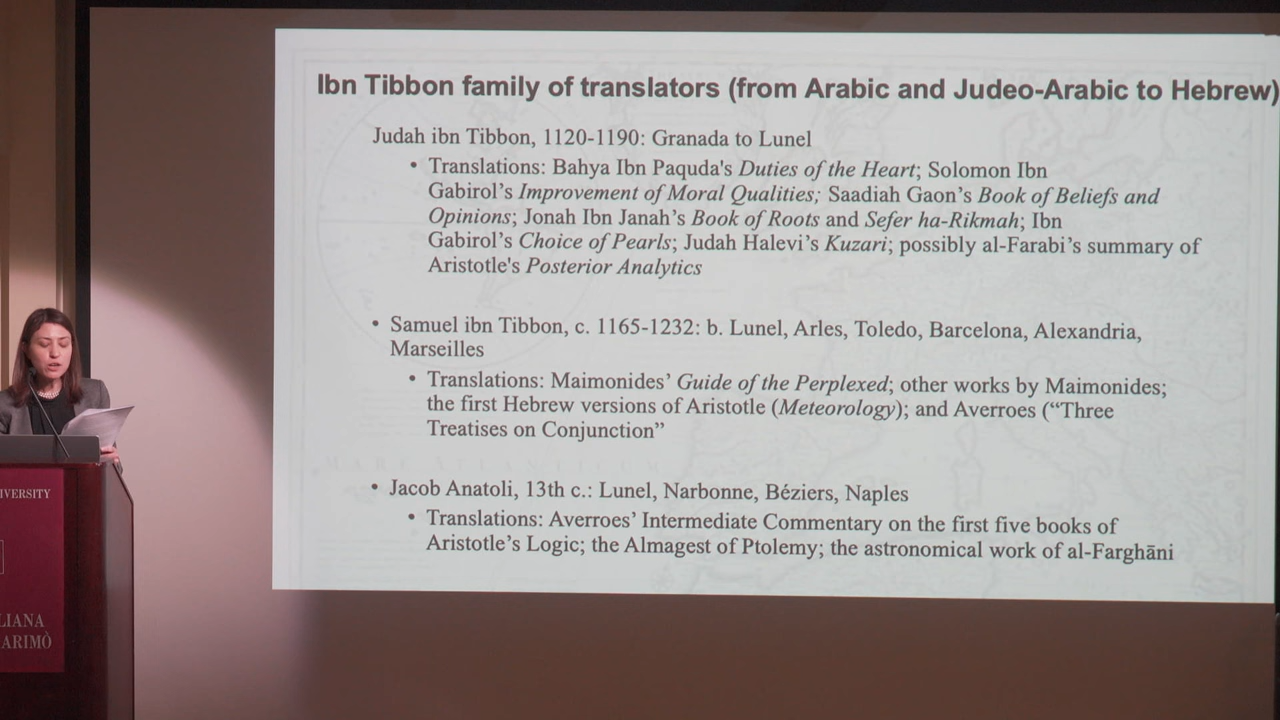 Ibn Tibbon family of translators (from Arabic and Judeo-Arabic to Hebrew)
Judah ibn Tibbon, 1120-1190: Granada to Lunel
• Translations: Bahya Ibn Paquda's Duties of the Heart; Solomon Ibn
Gabirol’s Improvement of Moral Qualities; Saadiah Gaon’s Book of Beliefs and
Opinions; Jonah Ibn Janah’s Book of Roots and Sefer ha-Rikmah; Ibn
Gabirol’s Choice of Pearls; Judah Halevi’s Kuzari; possibly al-Farabi’s summary of
Aristotle's Posterior Analytics
• Samuel ibn Tibbon, c. 1165-1232: b. Lunel, Arles, Toledo, Barcelona, Alexandria,
Marseilles
• Translations: Maimonides’ Guide of the Perplexed; other works by Maimonides;
the first Hebrew versions of Aristotle (Meteorology); and Averroes (“Three
Treatises on Conjunction”
• Jacob Anatoli, 13th c.: Lunel, Narbonne, Béziers, Naples
• Translations: Averroes’ Intermediate Commentary on the first five books of
Aristotle’s Logic; the Almagest of Ptolemy; the astronomical work of al-Farghāni
IVERSITY
LIANA
ARIMÒ